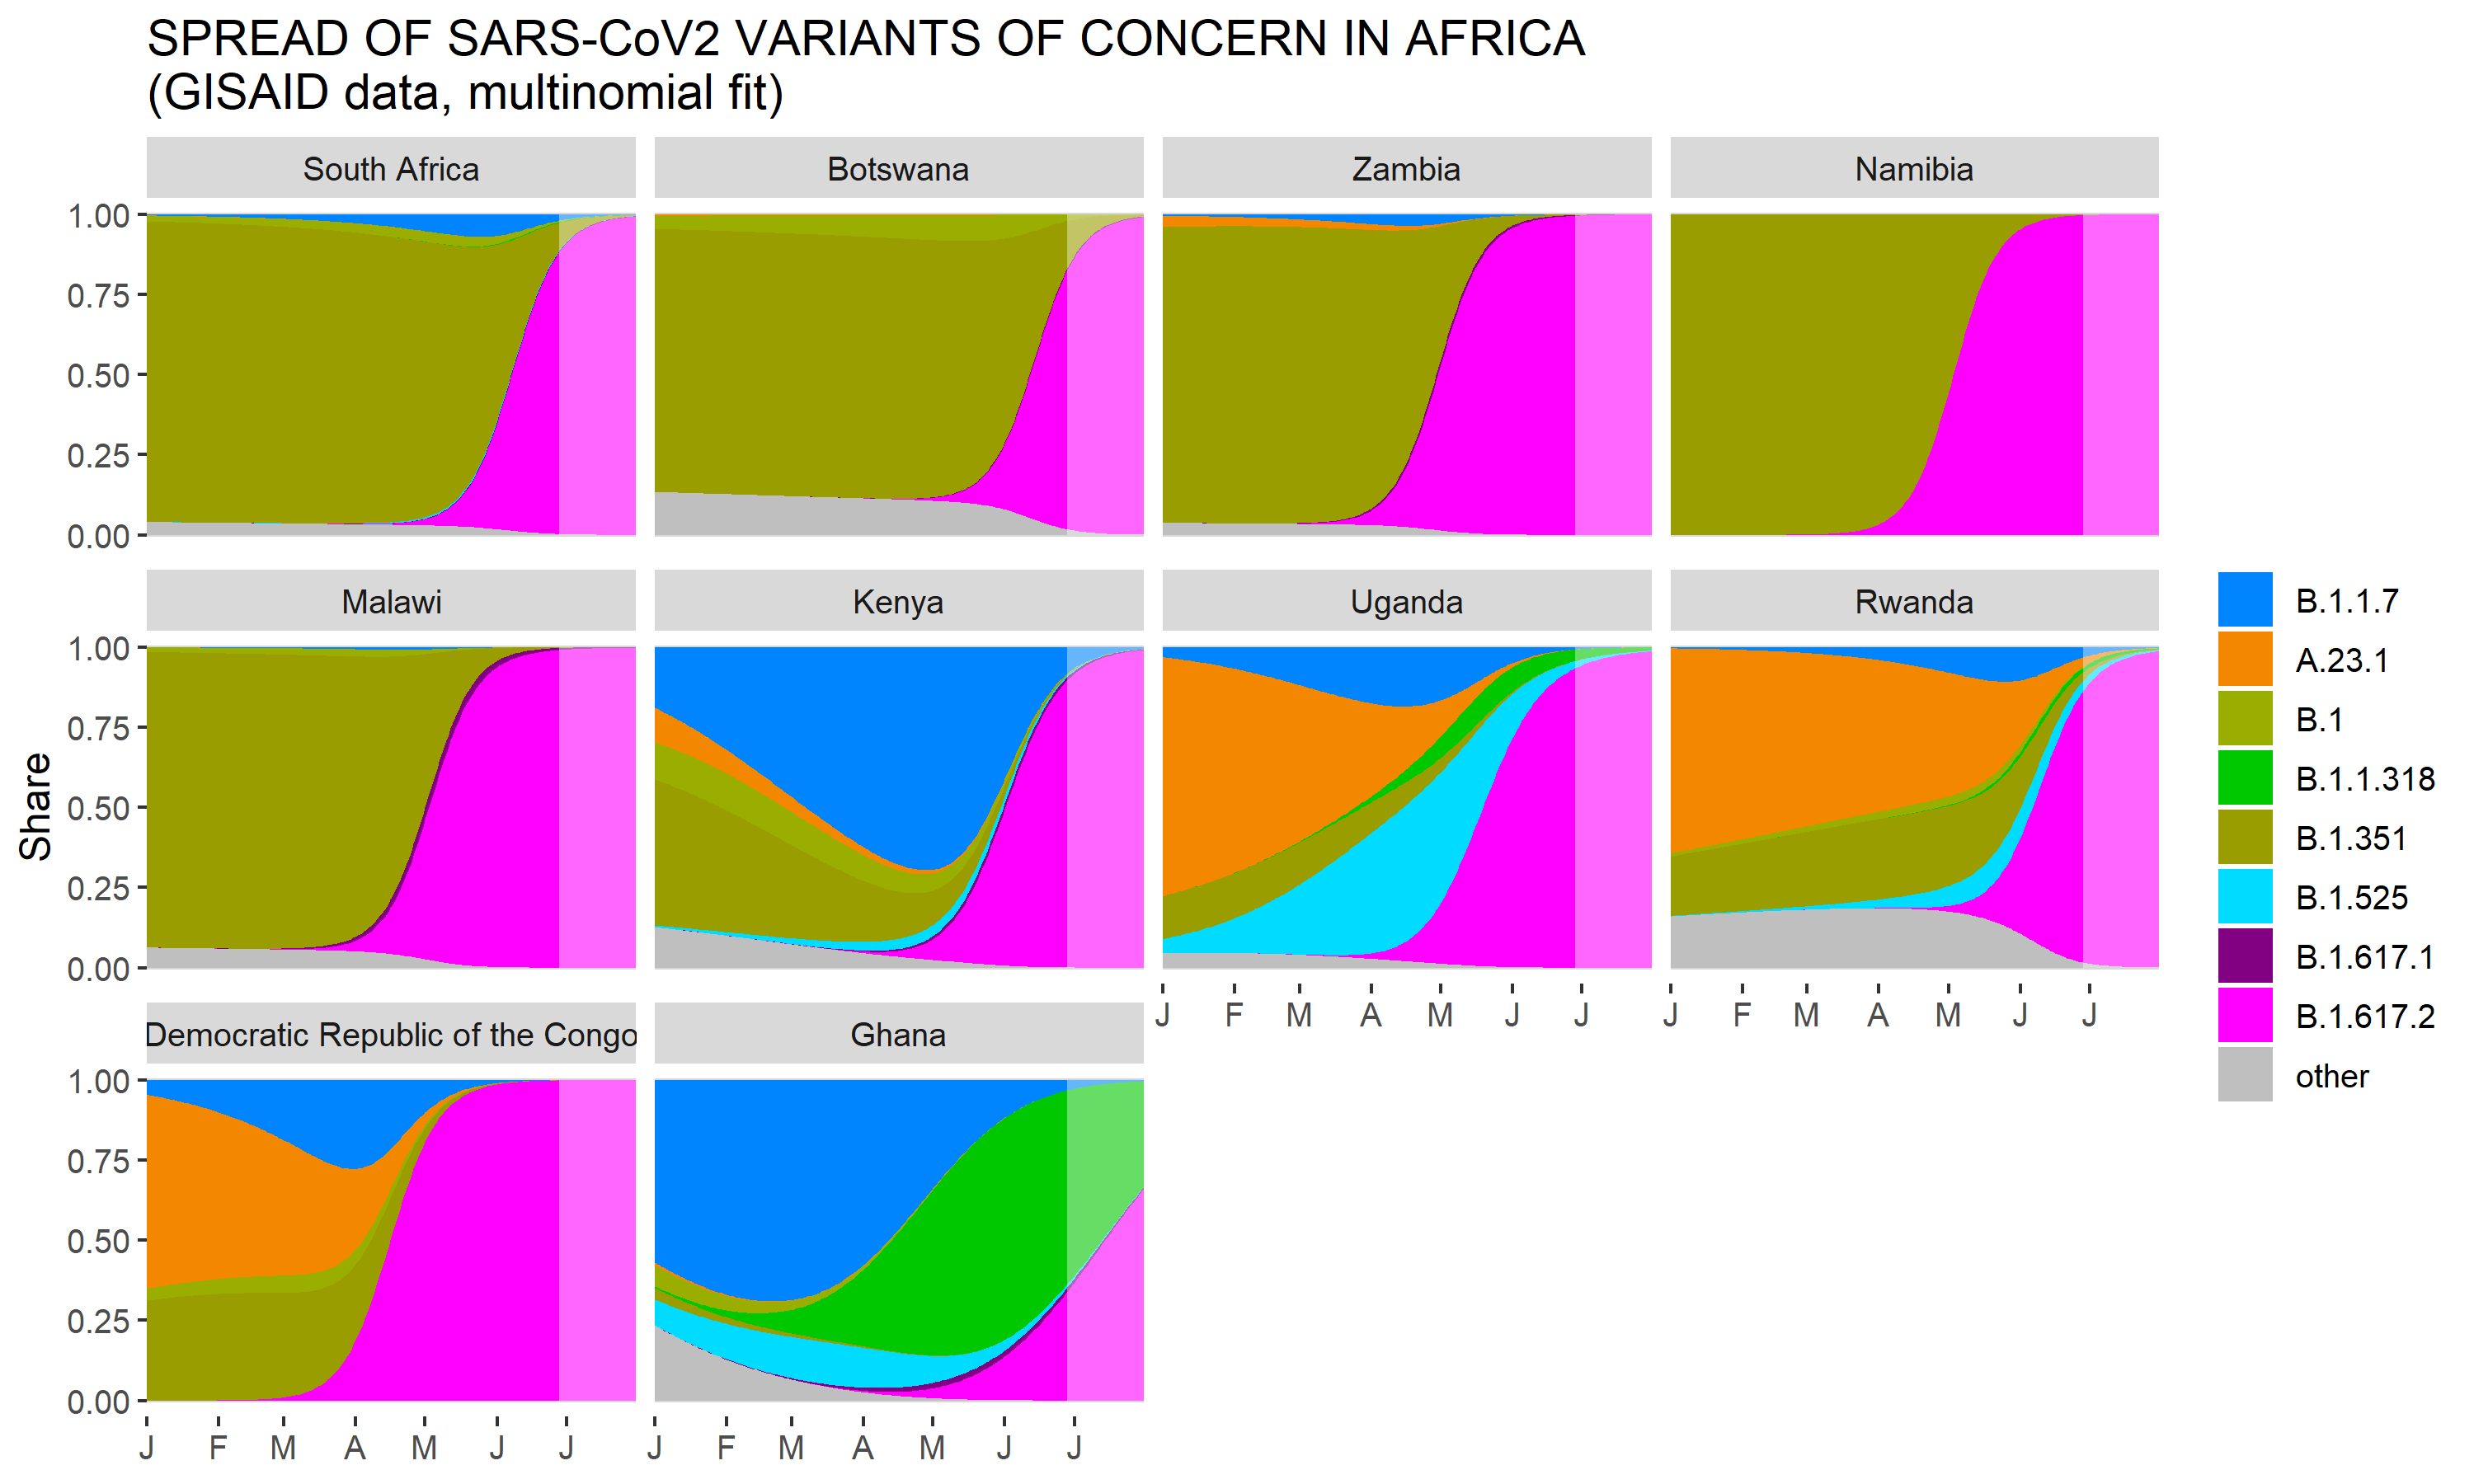 SPREAD OF SARS-CoV2 VARIANTS OF CONCERN IN AFRICA
(GISAID data, multinomial fit)
South Africa
Botswana
Zambia
Namibia
1.00
0.75
0.50
0.25
0.00
Malawi
Kenya
Uganda
Rwanda
1.00
0.75
0.50
0.25
0.00
J F M A M J J
J F M A M J J
Democratic Republic of the Congo
Ghana
1.00
0.75
0.50
0.25
0.00
J F M A M J J
J F M A M J J
Share
B.1.1.7
A.23.1
B.1
B.1.1.318
B.1.351
B.1.525
B.1.617.1
B.1.617.2
other